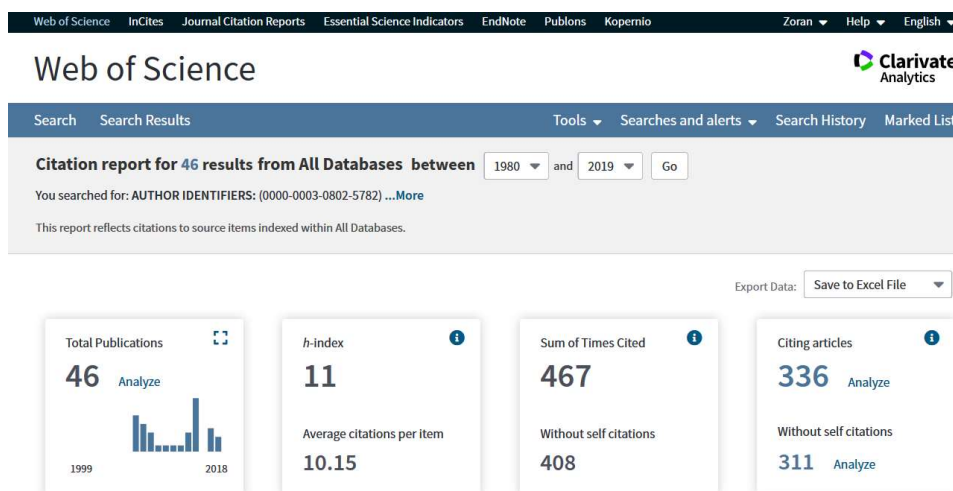 Web of Science InCites Journal Citation Reports Essential Science Indicators EndNote Publons Kopernio Zoran Help English
Web of Science
Clarivate
Analytics
Search Search Results Tools Searches and alerts Search History Marked List
Citation report for 46 results from All Databases between 1980 and 2019 Go
You searched for: AUTHOR IDENTIFIERS: (0000-0003-0802-5782) ...More
This report reflects citations to source items indexed within All Databases.
Export Data: Save to Excel File
Total Publications
46 Analyze
1999 2018
h-index
11
Average citations per item
10.15
Sum of Times Cited
467
Without self citations
408
Citing articles
336 Analyze
Without self citations
311 Analyze